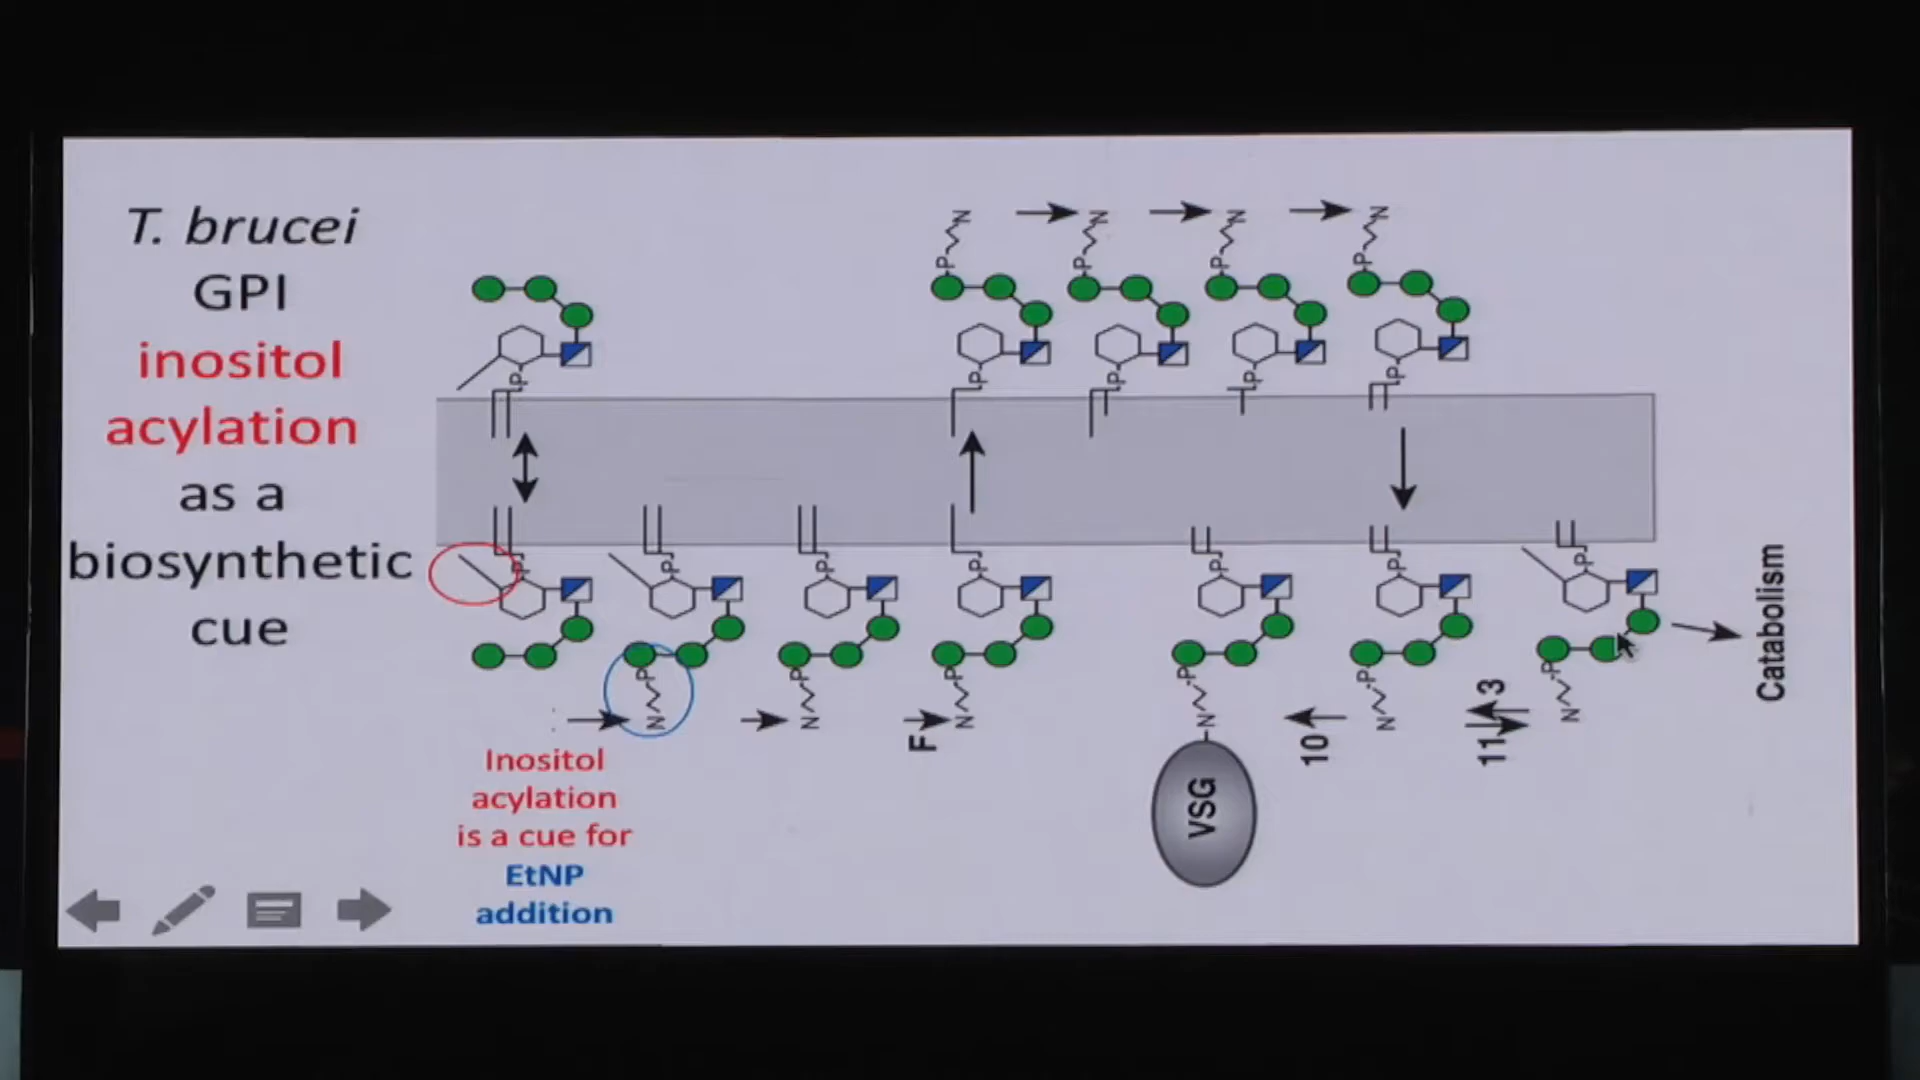 T. brucei
GPI
inositol
acylation
as a
biosynthetic
cue
N N N N
P P P P
P P P P P
P P P P P P P
P P P P P P P
N N N N N N
F
10
11 3
VSG
Catabolism
Inositol
acylation
is a cue for
EtNP
addition